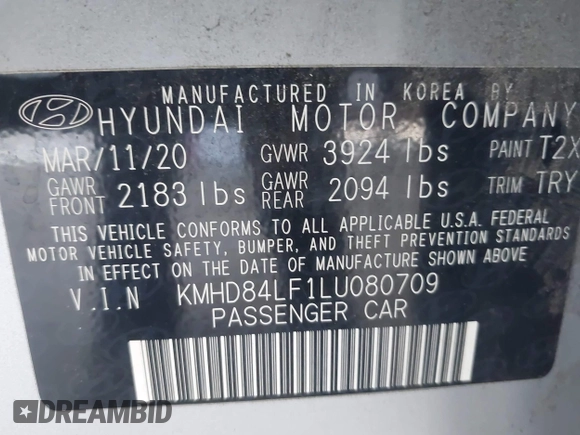 MANUFACTURED IN KOREA BY
HYUNDAI MOTOR COMPANY
MAR/11/20 GVWR 3924 lbs PAINT T2X
GAWR FRONT 2183 lbs GAWR REAR 2094 lbs TRIM TRY
THIS VEHICLE CONFORMS TO ALL APPLICABLE U.S.A. FEDERAL
MOTOR VEHICLE SAFETY, BUMPER, AND THEFT PREVENTION STANDARDS
IN EFFECT ON THE DATE OF MANUFACTURE SHOWN ABOVE.
V.I.N KMHD84LF1LU080709
PASSENGER CAR
DREAMBID